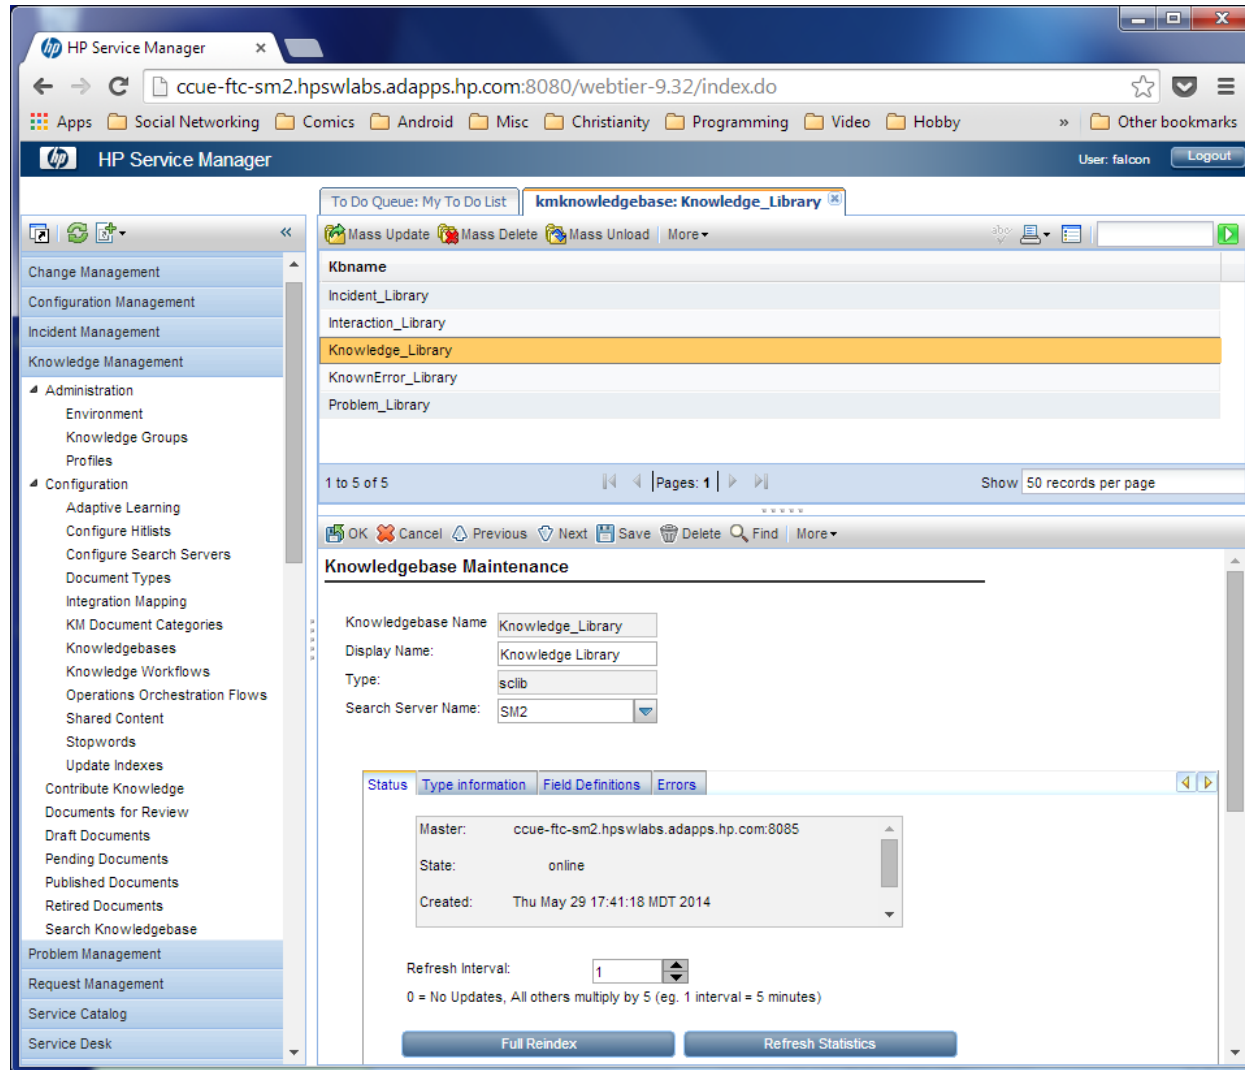 HP Service Manager
ccue-ftc-sm2.hpswlabs.adapps.hp.com:8080/webtier-9.32/index.do
Apps Social Networking Comics Android Misc Christianity Programming Video Hobby » Other bookmarks
hp HP Service Manager User: falcon Logout
To Do Queue: My To Do List kmknowledgebase: Knowledge_Library
Mass Update Mass Delete Mass Unload More
Kbname
Incident_Library
Interaction_Library
Knowledge_Library
KnownError_Library
Problem_Library
1 to 5 of 5 Pages: 1 Show 50 records per page
Change Management
Configuration Management
Incident Management
Knowledge Management
Administration
Environment
Knowledge Groups
Profiles
Configuration
Adaptive Learning
Configure Hitlists
Configure Search Servers
Document Types
Integration Mapping
KM Document Categories
Knowledgebases
Knowledge Workflows
Operations Orchestration Flows
Shared Content
Stopwords
Update Indexes
Contribute Knowledge
Documents for Review
Draft Documents
Pending Documents
Published Documents
Retired Documents
Search Knowledgebase
Problem Management
Request Management
Service Catalog
Service Desk
OK Cancel Previous Next Save Delete Find More
Knowledgebase Maintenance
Knowledgebase Name Knowledge_Library
Display Name: Knowledge Library
Type: sclib
Search Server Name: SM2
Status Type information Field Definitions Errors
Master: ccue-ftc-sm2.hpswlabs.adapps.hp.com:8085
State: online
Created: Thu May 29 17:41:18 MDT 2014
Refresh Interval: 1
0 = No Updates, All others multiply by 5 (eg. 1 interval = 5 minutes)
Full Reindex Refresh Statistics